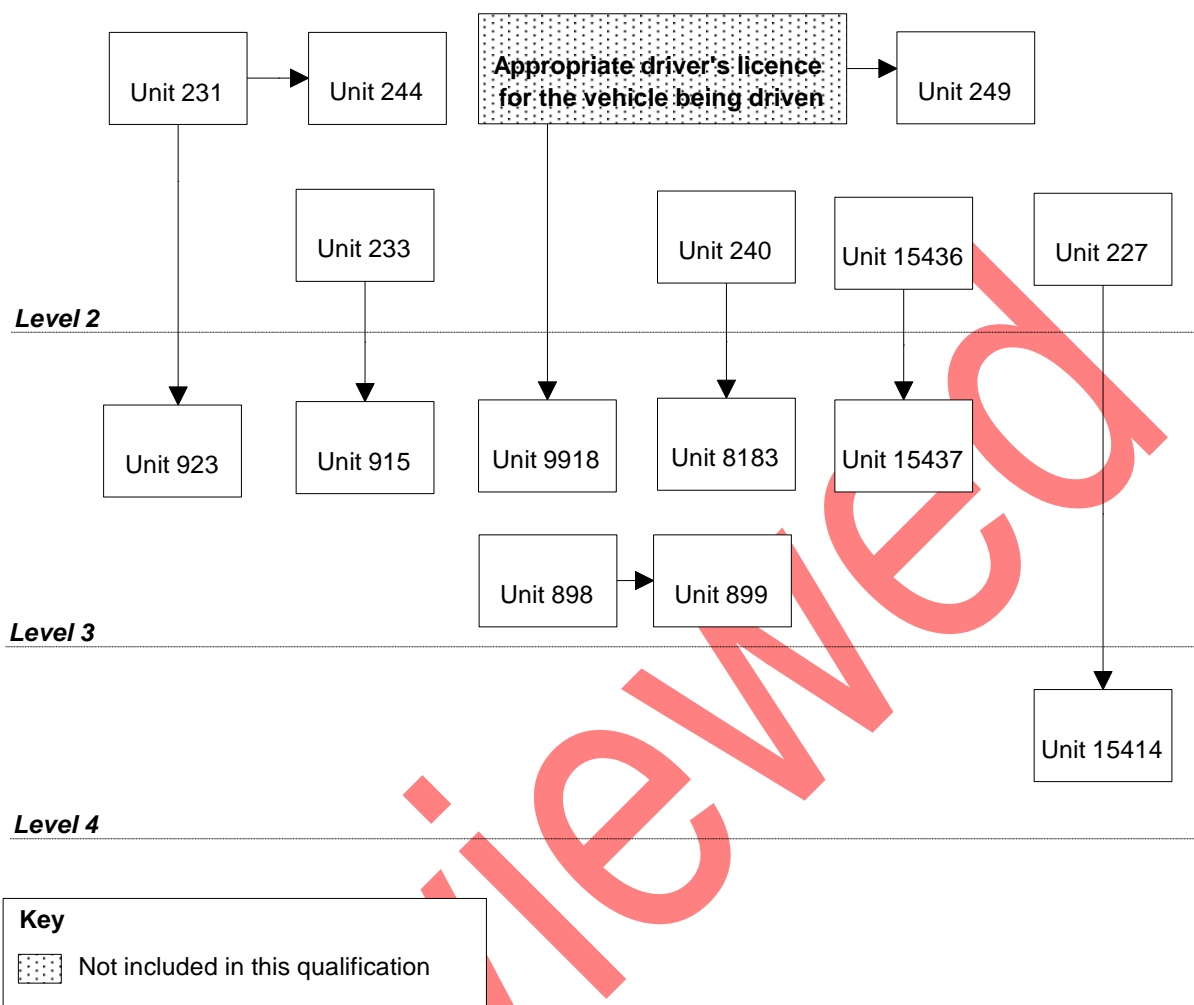 Unit 231
Unit 244
Appropriate driver's licence
for the vehicle being driven
Unit 249
Unit 233
Unit 240
Unit 15436
Unit 227
Level 2
Unit 923
Unit 915
Unit 9918
Unit 8183
Unit 15437
Unit 898
Unit 899
Level 3
Unit 15414
Level 4
Key
Not included in this qualification
viewed